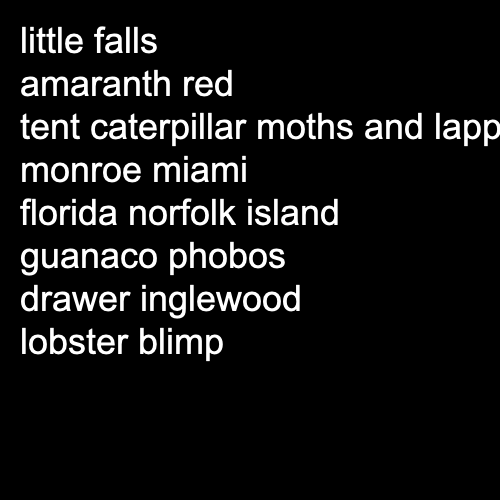 little falls
amaranth red
tent caterpillar moths and lapp
monroe miami
florida norfolk island
guanaco phobos
drawer inglewood
lobster blimp